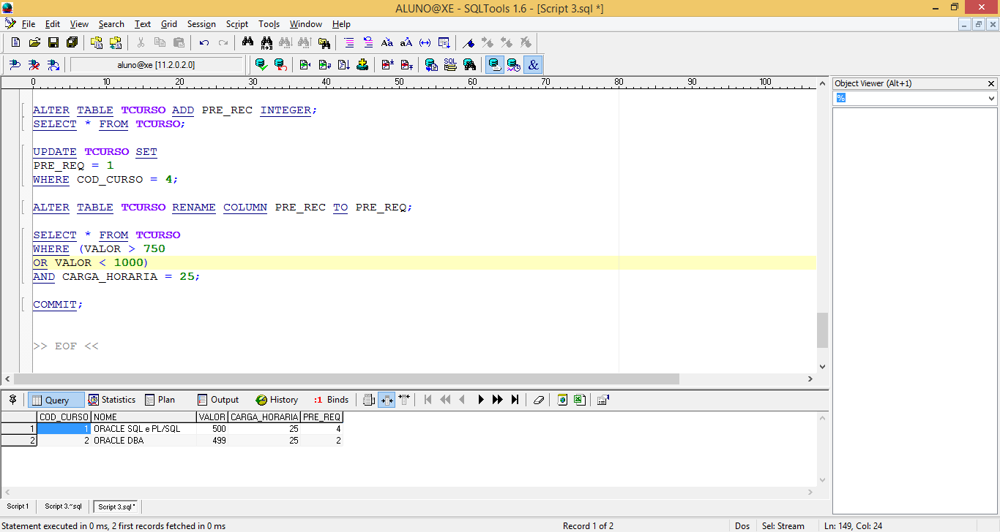 ALUNO@XE - SQLTools 1.6 - [Script 3.sql *]
File Edit View Search Text Grid Session Script Tools Window Help
aluno@xe [11.2.0.2.0]
SQL &
0 10 20 30 40 50 60 70 80 90 100
Object Viewer (Alt+1)
%
ALTER TABLE TCURSO ADD PRE_REC INTEGER;
SELECT * FROM TCURSO;
UPDATE TCURSO SET
PRE_REQ = 1
WHERE COD_CURSO = 4;
ALTER TABLE TCURSO RENAME COLUMN PRE_REC TO PRE_REQ;
SELECT * FROM TCURSO
WHERE (VALOR > 750
OR VALOR < 1000)
AND CARGA_HORARIA = 25;
COMMIT;
>> EOF <<
Query Statistics Plan Output History :1 Binds
COD_CURSO NOME VALOR CARGA_HORARIA PRE_REQ
1 1 ORACLE SQL e PL/SQL 500 25 4
2 2 ORACLE DBA 499 25 2
Script 1 Script 3.~sql Script 3.sql *
Statement executed in 0 ms, 2 first records fetched in 0 ms Record 1 of 2 Dos Sel: Stream Ln: 149, Col: 24